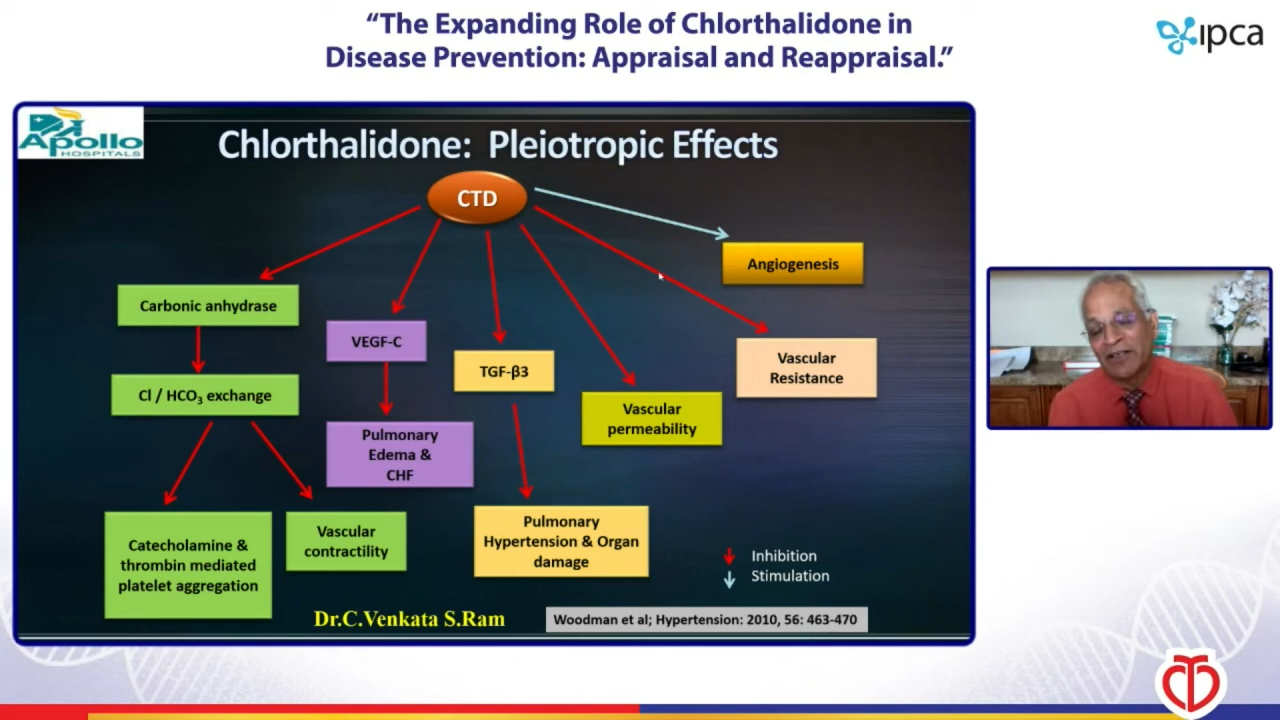 “The Expanding Role of Chlorthalidone in
Disease Prevention: Appraisal and Reappraisal.”
ipca
Apollo
HOSPITALS
Chlorthalidone: Pleiotropic Effects
CTD
Angiogenesis
Carbonic anhydrase
VEGF-C
TGF-β3
Vascular
Resistance
Cl / HCO₃ exchange
Vascular
permeability
Pulmonary
Edema &
CHF
Catecholamine &
thrombin mediated
platelet aggregation
Vascular
contractility
Pulmonary
Hypertension & Organ
damage
Inhibition
Stimulation
Dr.C.Venkata S.Ram
Woodman et al; Hypertension: 2010, 56: 463-470